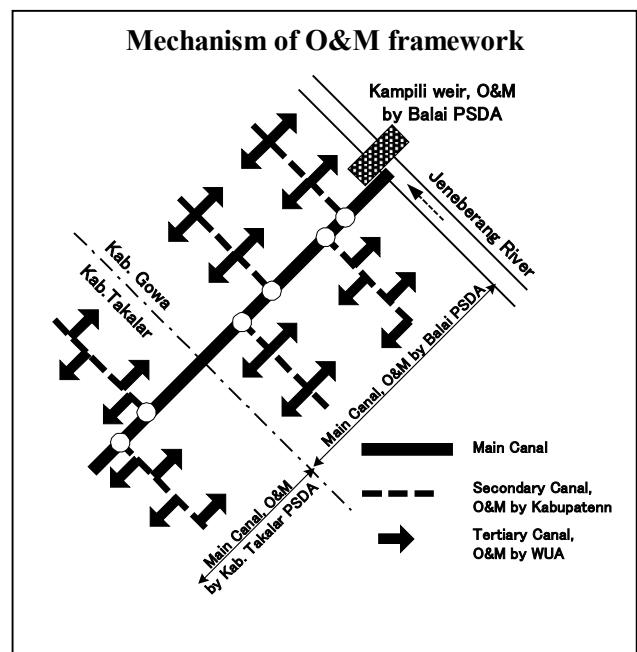 Mechanism of O&M framework
Kampili weir, O&M
by Balai PSDA
Jeneberang River
Kab. Gowa
Kab.Takalar
Main Canal, O&M by Balai PSDA
Main Canal, O&M
by Kab. Takalar PSDA
Main Canal
Secondary Canal,
O&M by Kabupatenn
Tertiary Canal,
O&M by WUA